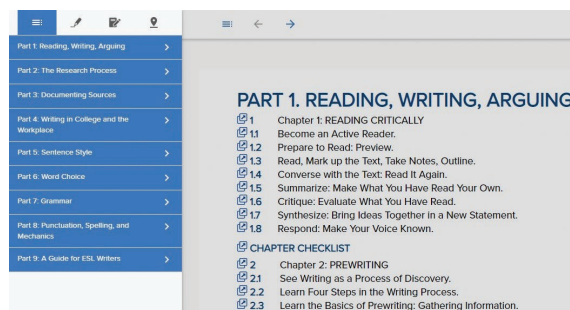 Part 1: Reading, Writing, Arguing
Part 2: The Research Process
Part 3: Documenting Sources
Part 4: Writing in College and the
Workplace
Part 5: Sentence Style
Part 6: Word Choice
Part 7: Grammar
Part 8: Punctuation, Spelling, and
Mechanics
Part 9: A Guide for ESL Writers
PART 1. READING, WRITING, ARGUING
1 Chapter 1: READING CRITICALLY
1.1 Become an Active Reader.
1.2 Prepare to Read: Preview.
1.3 Read, Mark up the Text, Take Notes, Outline.
1.4 Converse with the Text: Read It Again.
1.5 Summarize: Make What You Have Read Your Own.
1.6 Critique: Evaluate What You Have Read.
1.7 Synthesize: Bring Ideas Together in a New Statement.
1.8 Respond: Make Your Voice Known.
CHAPTER CHECKLIST
2 Chapter 2: PREWRITING
2.1 See Writing as a Process of Discovery.
2.2 Learn Four Steps in the Writing Process.
2.3 Learn the Basics of Prewriting: Gathering Information.